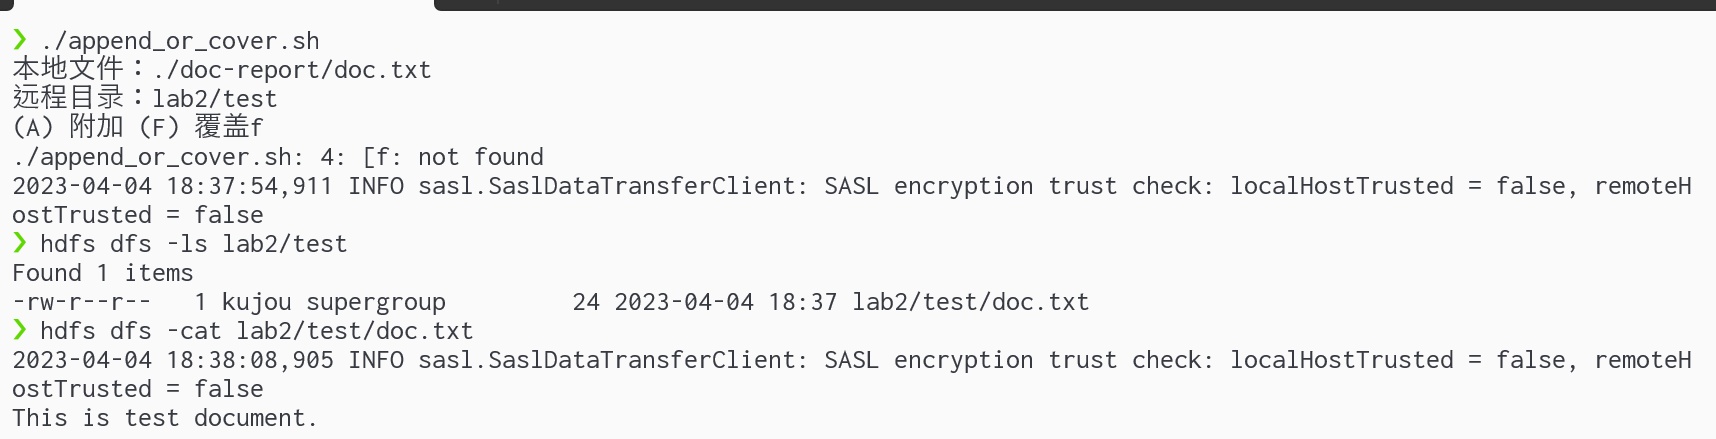 ❯ ./append_or_cover.sh
本地文件：./doc-report/doc.txt
远程目录：lab2/test
(A) 附加 (F) 覆盖f
./append_or_cover.sh: 4: [f: not found
2023-04-04 18:37:54,911 INFO sasl.SaslDataTransferClient: SASL encryption trust check: localHostTrusted = false, remoteH
ostTrusted = false
❯ hdfs dfs -ls lab2/test
Found 1 items
-rw-r--r--   1 kujou supergroup         24 2023-04-04 18:37 lab2/test/doc.txt
❯ hdfs dfs -cat lab2/test/doc.txt
2023-04-04 18:38:08,905 INFO sasl.SaslDataTransferClient: SASL encryption trust check: localHostTrusted = false, remoteH
ostTrusted = false
This is test document.